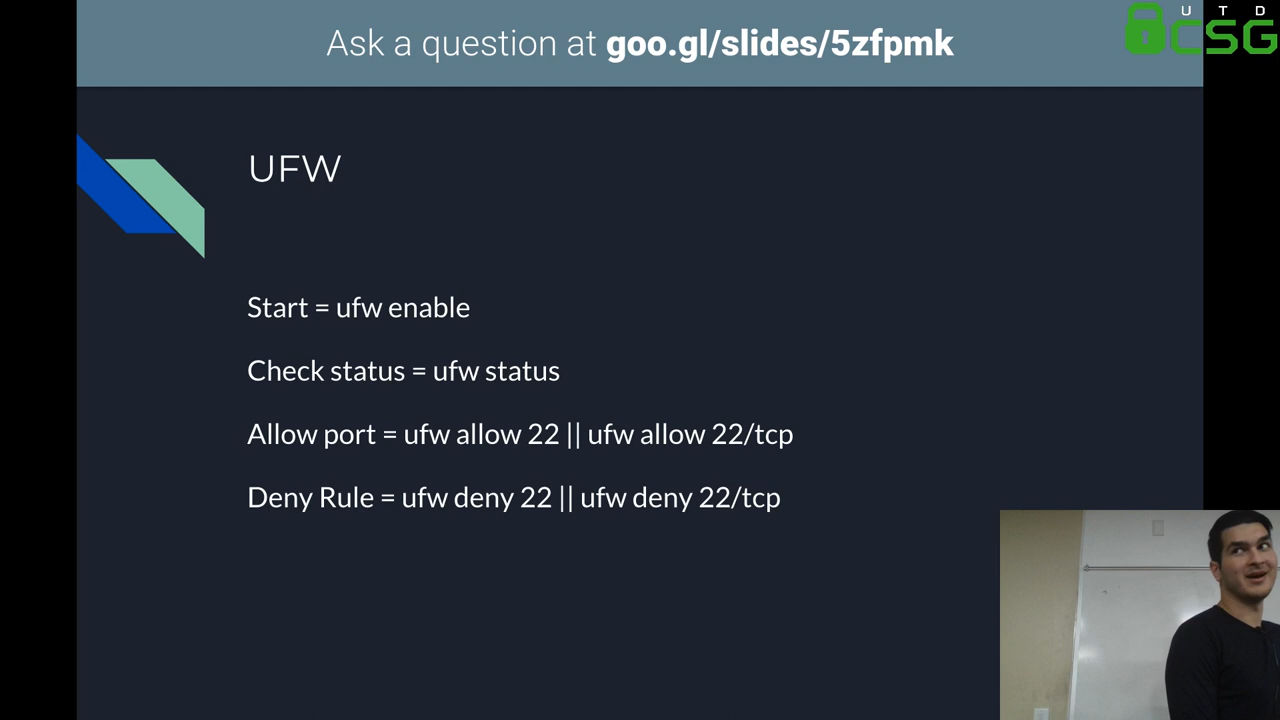 Ask a question at goo.gl/slides/5zfpmk
UTD
CSG
UFW
Start = ufw enable
Check status = ufw status
Allow port = ufw allow 22 || ufw allow 22/tcp
Deny Rule = ufw deny 22 || ufw deny 22/tcp